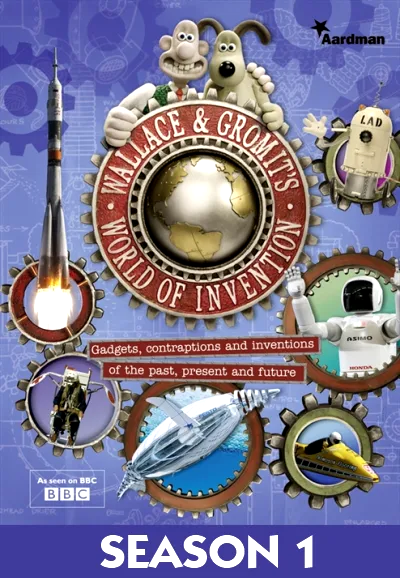 Aardman
WALLACE & GROMIT'S
WORLD OF INVENTION
LAD
ASIMO
HONDA
Gadgets, contraptions and inventions
of the past, present and future
As seen on BBC
BBC
SEASON 1